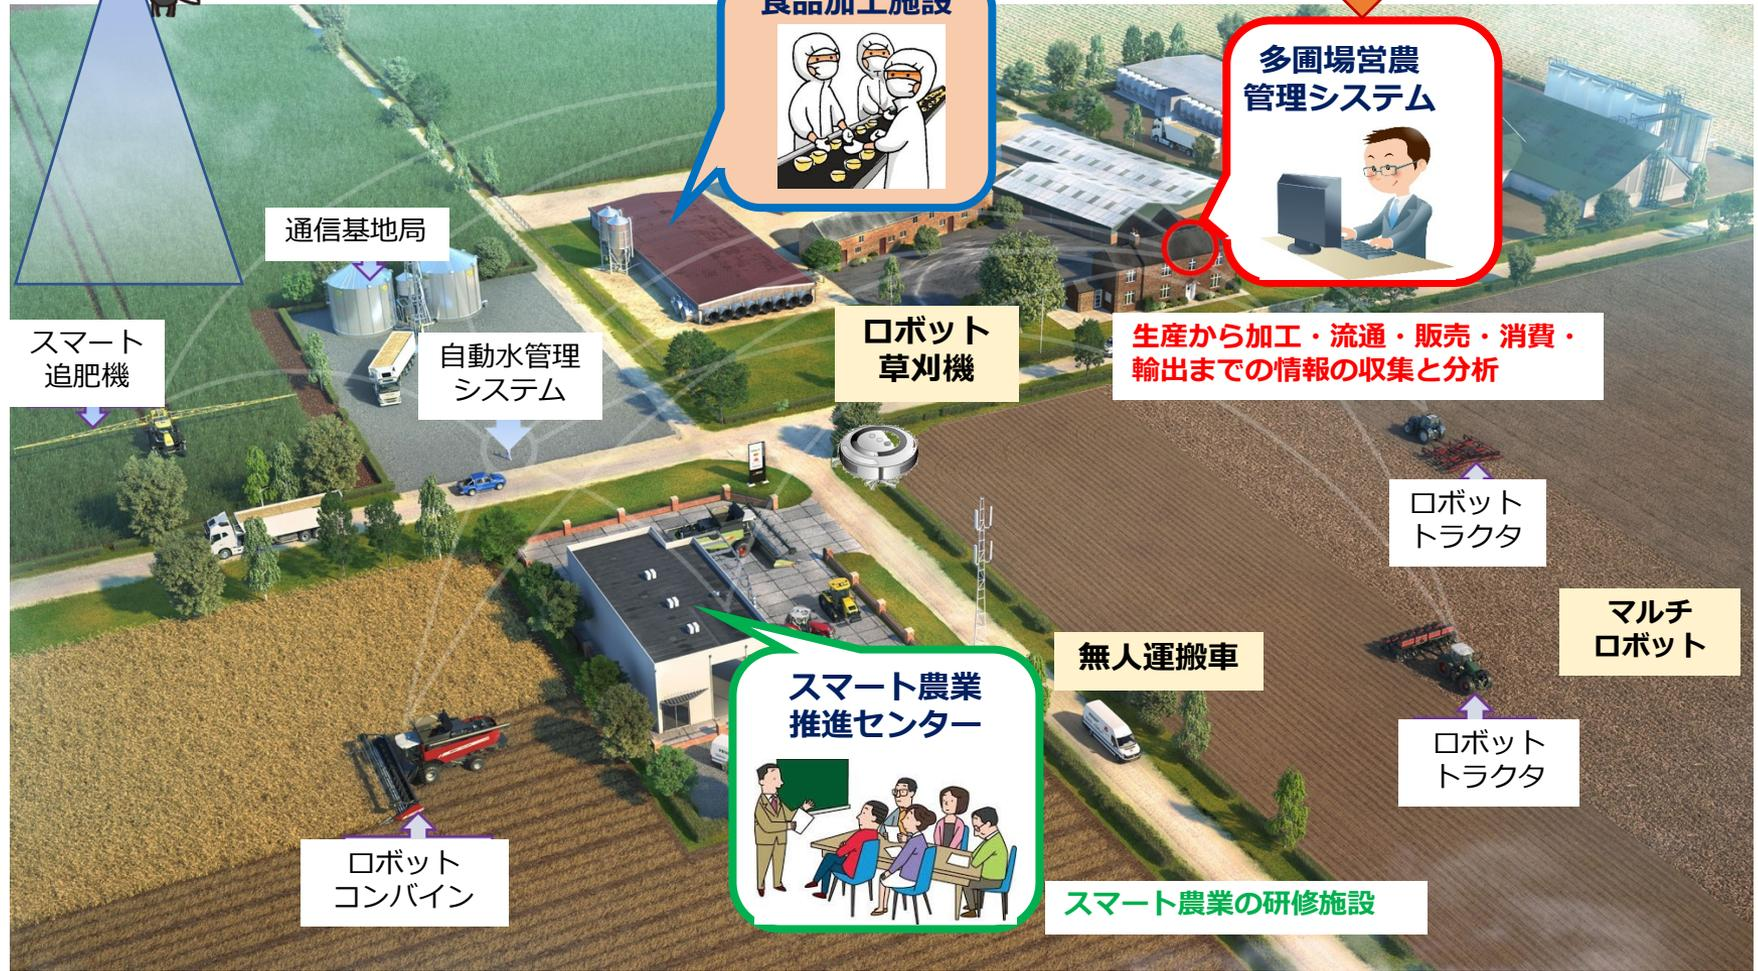 食品加工施設
多圃場営農
管理システム
通信基地局
スマート
追肥機
自動水管理
システム
ロボット
草刈機
生産から加工・流通・販売・消費・
輸出までの情報の収集と分析
ロボット
トラクタ
マルチ
ロボット
無人運搬車
スマート農業
推進センター
ロボット
トラクタ
ロボット
コンバイン
スマート農業の研修施設